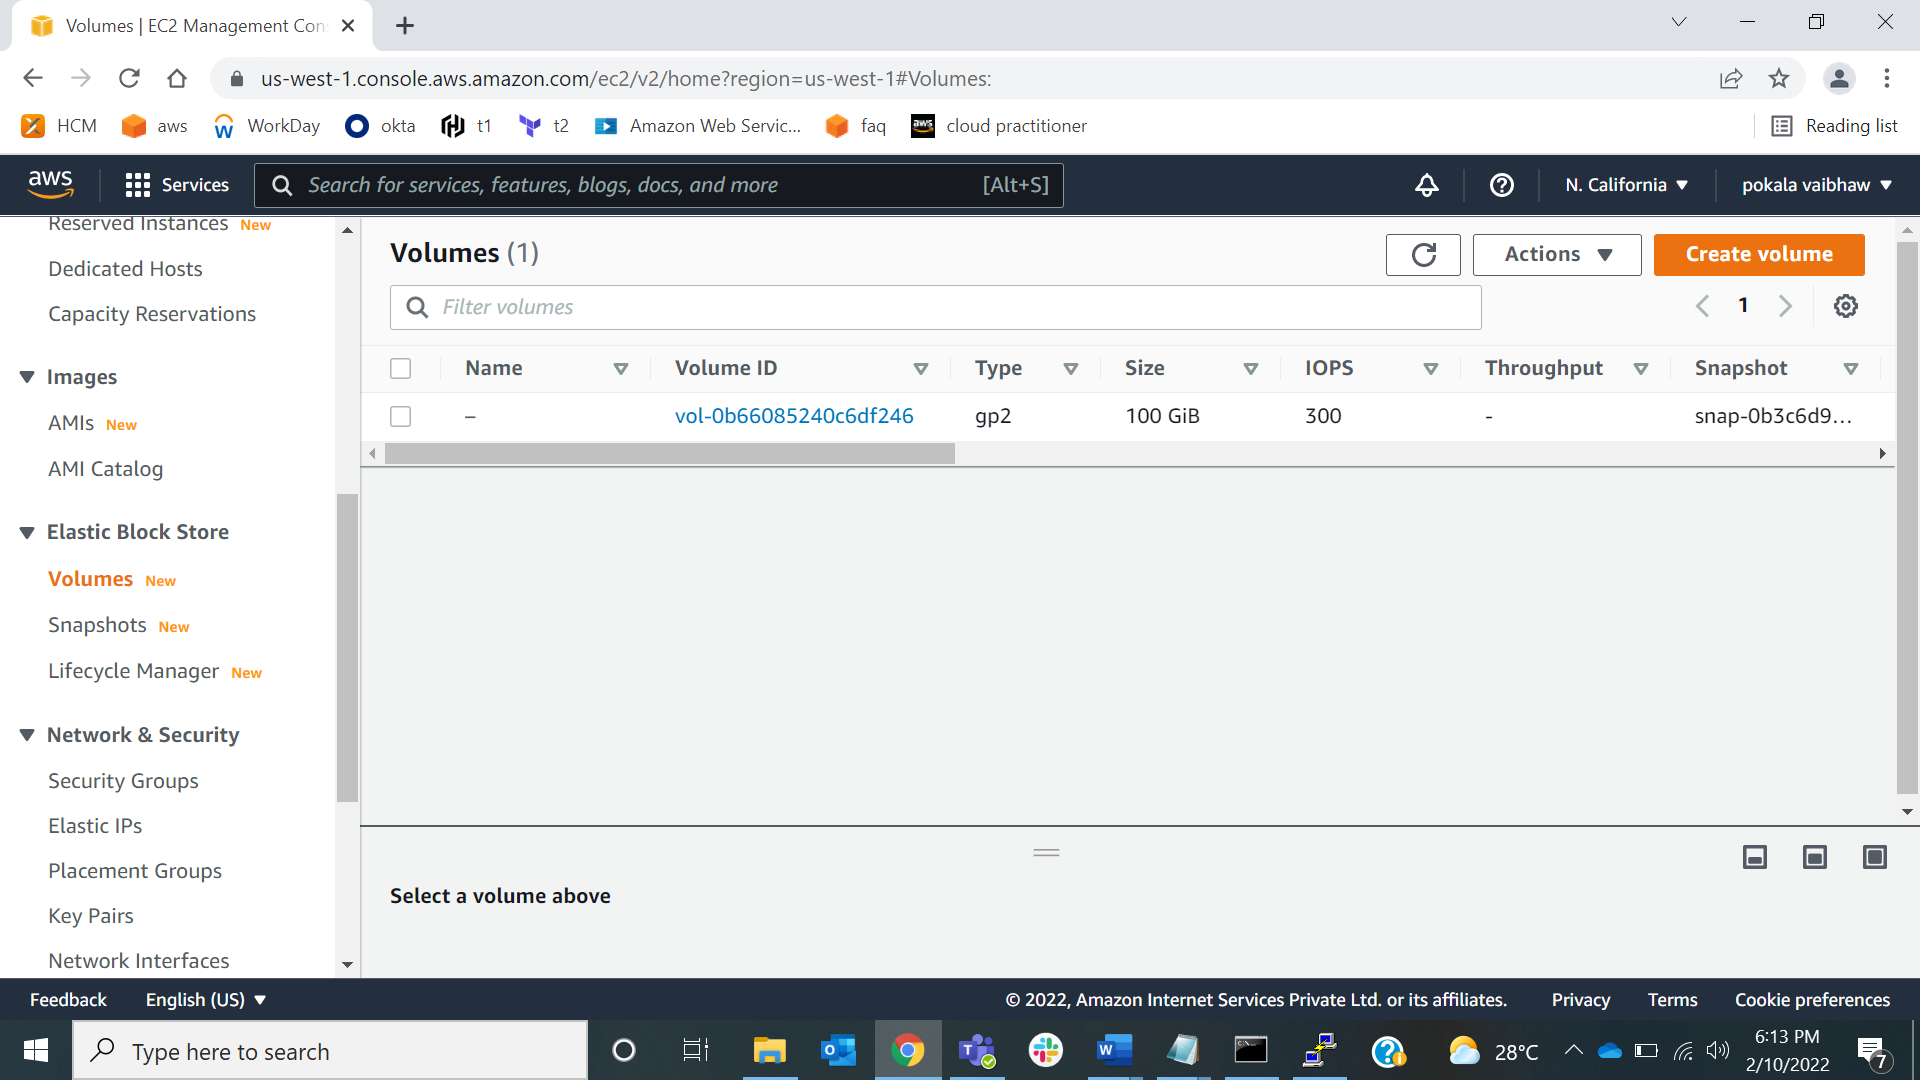 Volumes | EC2 Management Con
us-west-1.console.aws.amazon.com/ec2/v2/home?region=us-west-1#Volumes:
HCM aws WorkDay okta t1 t2 Amazon Web Servic... faq cloud practitioner Reading list
aws Services Search for services, features, blogs, docs, and more [Alt+S] N. California pokala vaibhaw
Reserved Instances New
Dedicated Hosts
Capacity Reservations
Images
AMIs New
AMI Catalog
Elastic Block Store
Volumes New
Snapshots New
Lifecycle Manager New
Network & Security
Security Groups
Elastic IPs
Placement Groups
Key Pairs
Network Interfaces
Volumes (1) Actions Create volume
Filter volumes 1
Name Volume ID Type Size IOPS Throughput Snapshot
– vol-0b66085240c6df246 gp2 100 GiB 300 - snap-0b3c6d9...
Select a volume above
Feedback English (US) © 2022, Amazon Internet Services Private Ltd. or its affiliates. Privacy Terms Cookie preferences
Type here to search 28°C 6:13 PM
2/10/2022 7